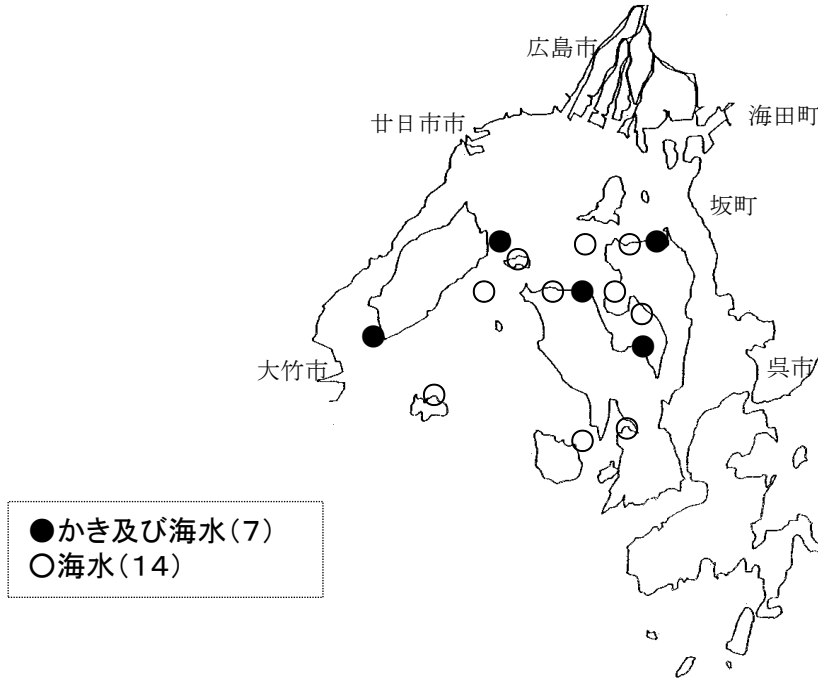 広島市
海田町
廿日市市
坂町
大竹市
呉市
●かき及び海水(7)
○海水(14)